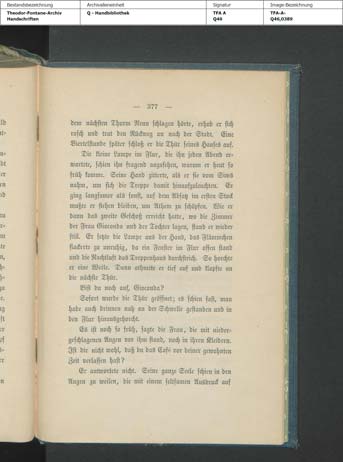 Bestandsbezeichnung Archivalieneinheit Signatur Image-Bezeichnung
Theodor-Fontane-Archiv Q - Handbibliothek TFA A TFA-A-
Handschriften Q46 Q46,0389
— 377 —
dem nächsten Thurm Neun schlagen hörte, erhob er sich
rasch und trat den Rückweg an nach der Stadt. Eine
Viertelstunde später schloß er die Thür seines Hauses auf.
Die kleine Lampe im Flur, die ihn jeden Abend er-
wartete, schien ihn fragend anzusehen, warum er heut so
früh komme. Seine Hand zitterte, als er sie vom Sims
nahm, um sich die Treppe damit hinaufzuleuchten. Er
ging langsamer als sonst, auf dem Absatz im ersten Stock
mußte er stehen bleiben, um Athem zu schöpfen. Wie er
dann das zweite Geschoß erreicht hatte, wo die Zimmer
der Frau Gioconda und der Tochter lagen, stand er wieder
still. Er setzte die Lampe aus der Hand, das Flämmchen
flackerte zu unruhig, da ein Fenster im Flur offen stand
und die Nachtluft das Treppenhaus durchstrich. So horchte
er eine Weile. Dann athmete er tief auf und klopfte an
die nächste Thür.
Bist du noch auf, Gioconda?
Sofort wurde die Thür geöffnet; es schien fast, man
habe auch drinnen nah an der Schwelle gestanden und in
den Flur hinausgehorcht.
Es ist noch so früh, sagte die Frau, die mit nieder-
geschlagenen Augen vor ihm stand, noch in ihren Kleidern.
Ist dir nicht wohl, daß du das Café vor deiner gewohnten
Zeit verlassen hast?
Er antwortete nicht. Seine ganze Seele schien in den
Augen zu weilen, die mit einem seltsamen Ausdruck auf